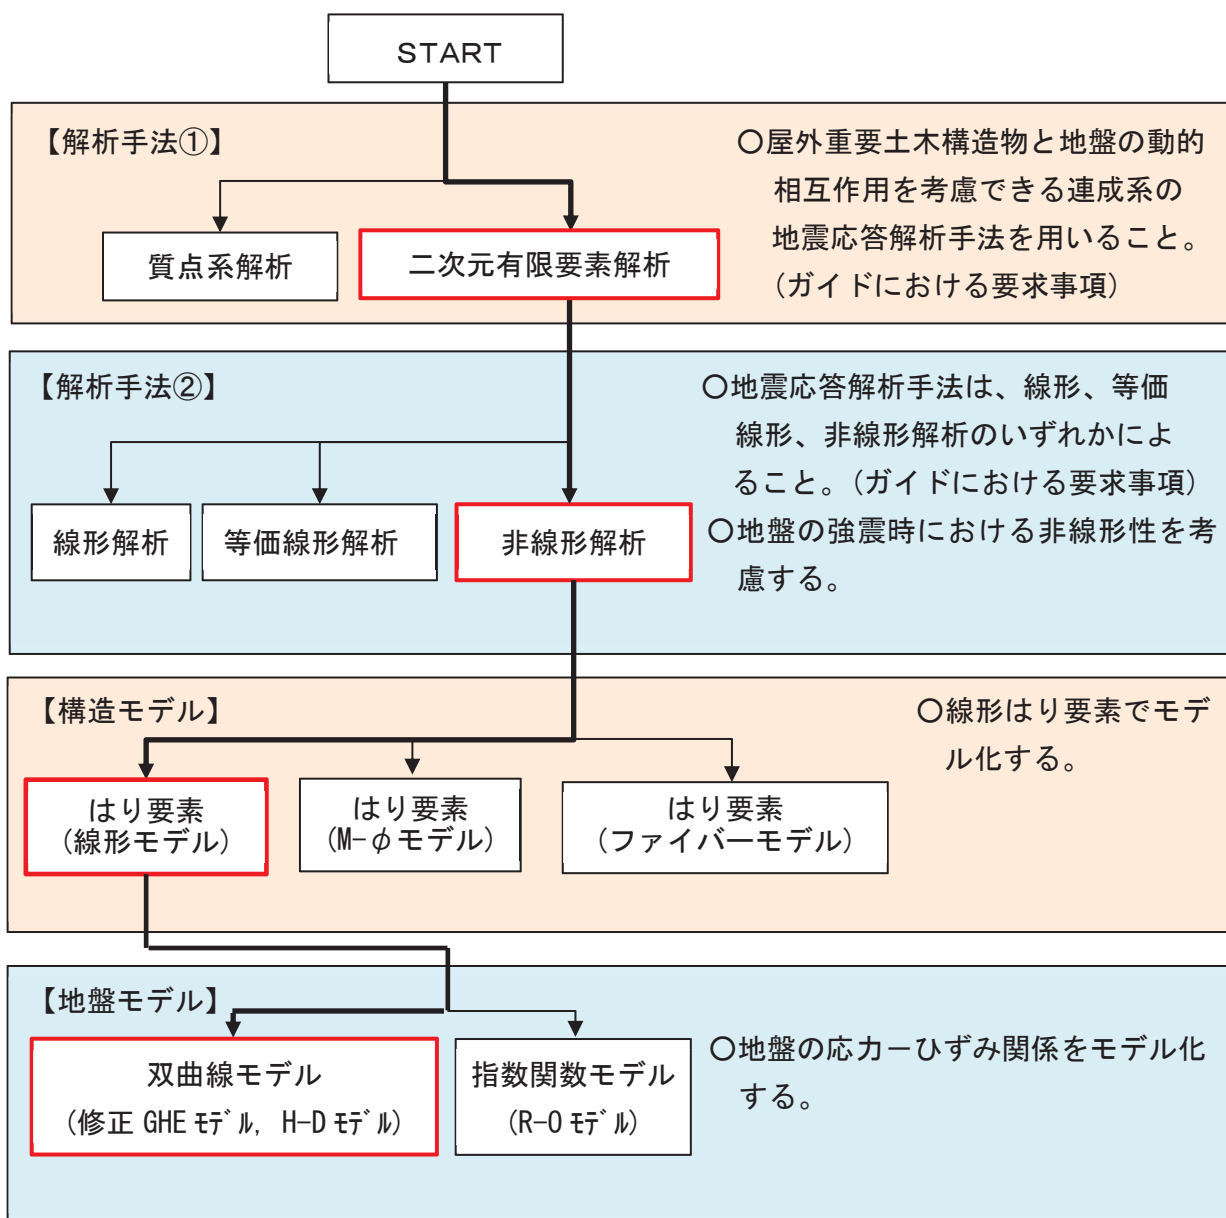 START
【解析手法①】
〇屋外重要土木構造物と地盤の動的
相互作用を考慮できる連成系の
地震応答解析手法を用いること。
(ガイドにおける要求事項)
質点系解析
二次元有限要素解析
【解析手法②】
〇地震応答解析手法は、線形、等価
線形、非線形解析のいずれかによ
ること。(ガイドにおける要求事項)
〇地盤の強震時における非線形性を考
慮する。
線形解析
等価線形解析
非線形解析
【構造モデル】
〇線形はり要素でモデ
ル化する。
はり要素
(線形モデル)
はり要素
(M-φモデル)
はり要素
(ファイバーモデル)
【地盤モデル】
〇地盤の応力ーひずみ関係をモデル化
する。
双曲線モデル
(修正 GHE ﾓﾃﾞﾙ, H-D ﾓﾃﾞﾙ)
指数関数モデル
(R-O ﾓﾃﾞﾙ)